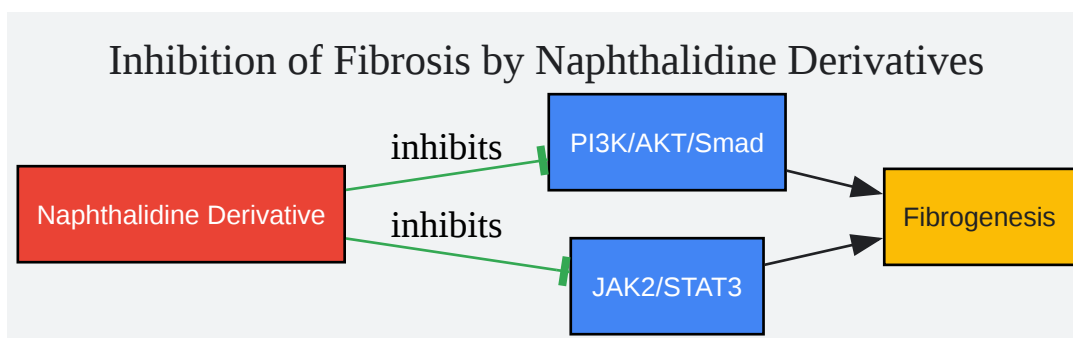 Inhibition of Fibrosis by Naphthalidine Derivatives
inhibits
PI3K/AKT/Smad
Naphthalidine Derivative
inhibits
Fibrogenesis
JAK2/STAT3